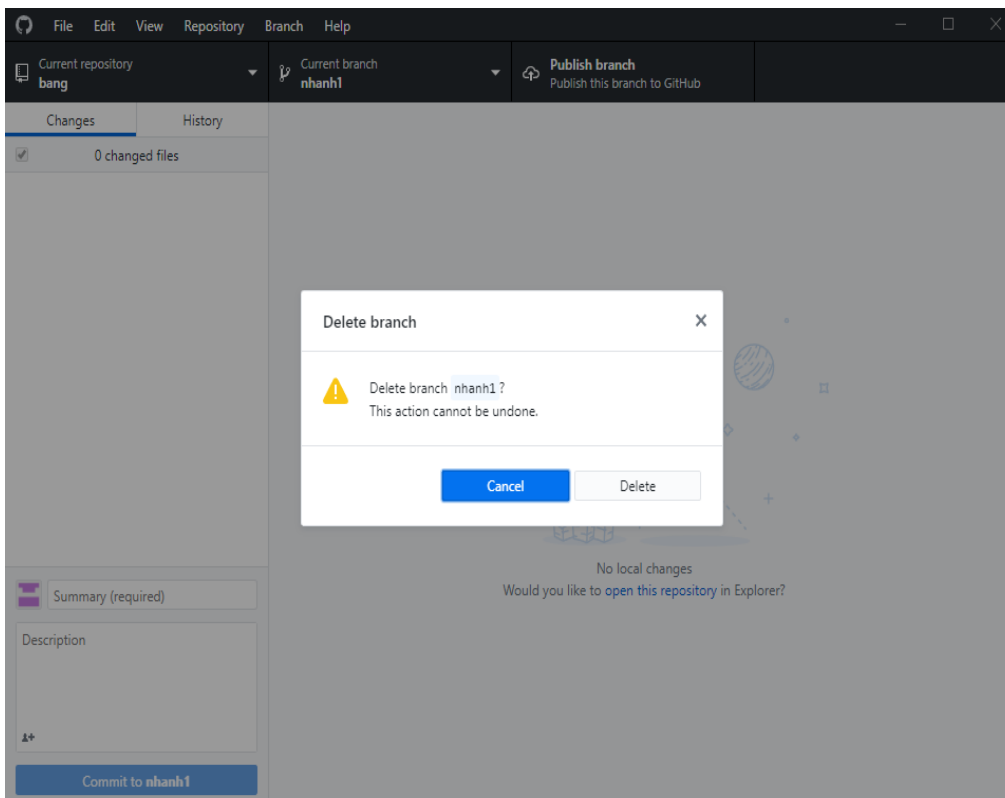 File Edit View Repository Branch Help
Current repository
bang
Current branch
nhanh1
Publish branch
Publish this branch to GitHub
Changes History
0 changed files
Delete branch
Delete branch nhanh1?
This action cannot be undone.
Cancel Delete
No local changes
Would you like to open this repository in Explorer?
Summary (required)
Description
Commit to nhanh1